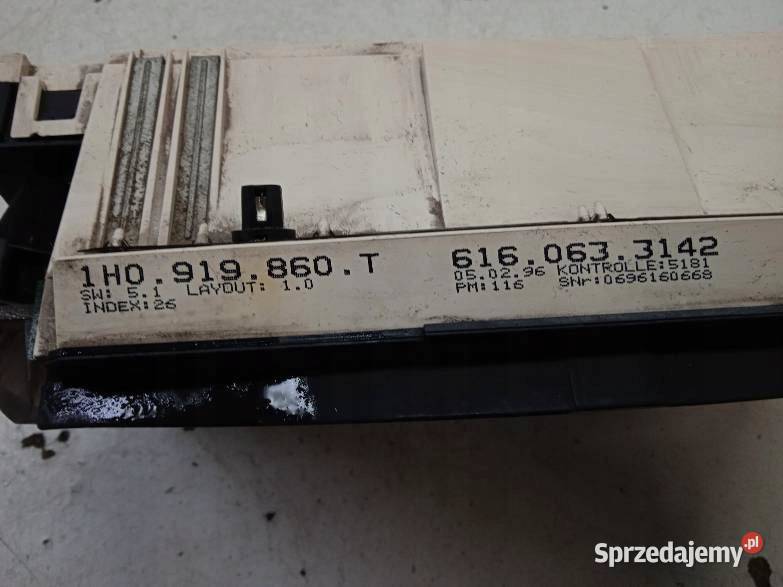 1H0.919.860.T
SW: 5.1 LAYOUT: 1.0
INDEX:26
616.063.3142
05.02.96 KONTROLLE:5181
PM:116 SNr:0696160668
Sprzedajemy.pl